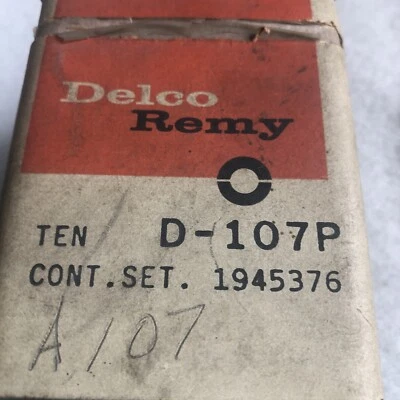 Delco
Remy
TEN D-107P
CONT.SET. 1945376
A107